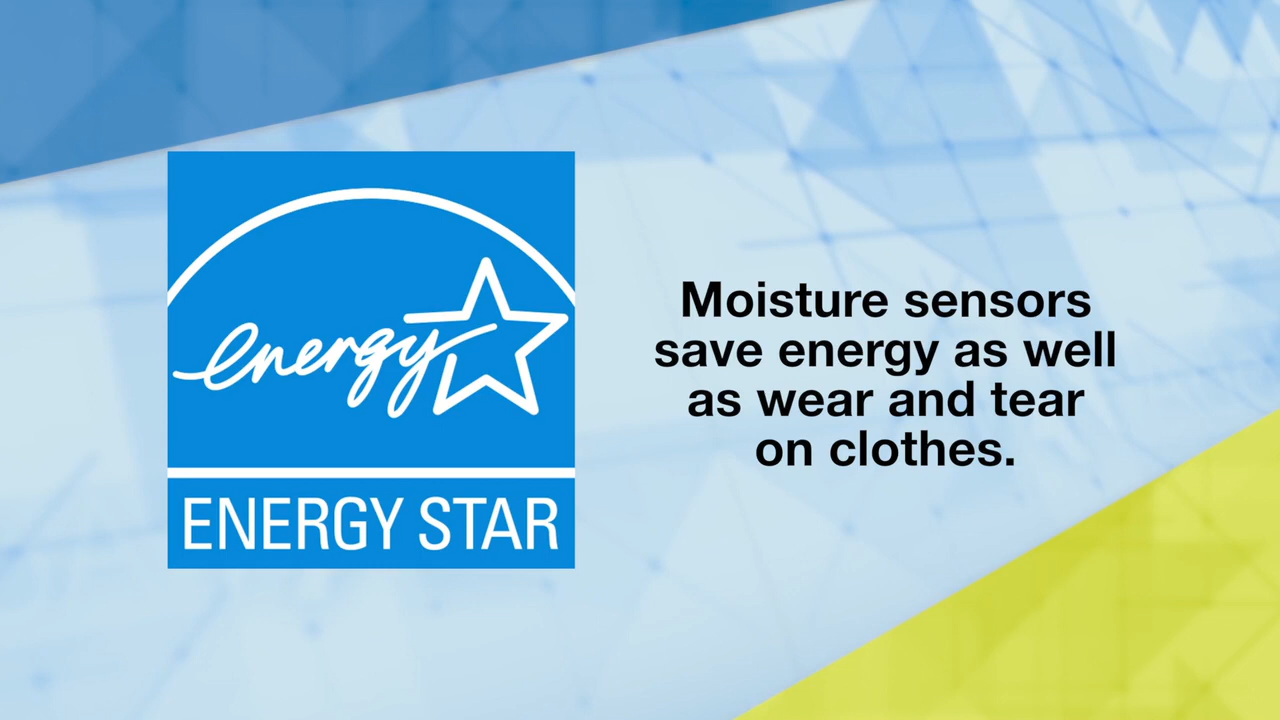 energy
ENERGY STAR
Moisture sensors
save energy as well
as wear and tear
on clothes.